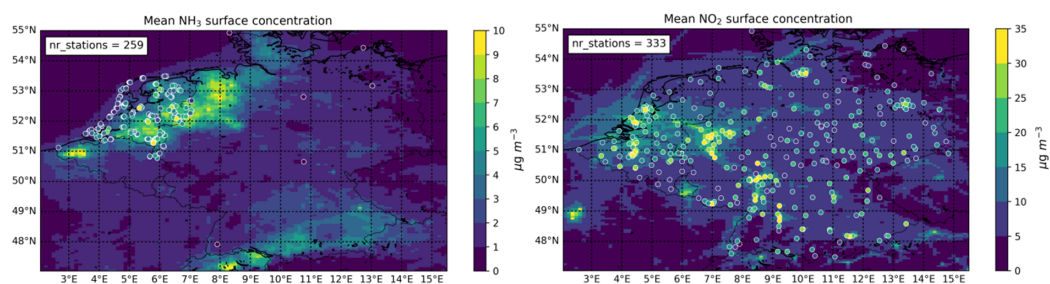 Mean NH₃ surface concentration
nr_stations = 259
55°N
54°N
53°N
52°N
51°N
50°N
49°N
48°N
3°E 4°E 5°E 6°E 7°E 8°E 9°E 10°E 11°E 12°E 13°E 14°E 15°E
10
9
8
7
6
5
4
3
2
1
0
μg m⁻³
Mean NO₂ surface concentration
nr_stations = 333
55°N
54°N
53°N
52°N
51°N
50°N
49°N
48°N
3°E 4°E 5°E 6°E 7°E 8°E 9°E 10°E 11°E 12°E 13°E 14°E 15°E
35
30
25
20
15
10
5
0
μg m⁻³